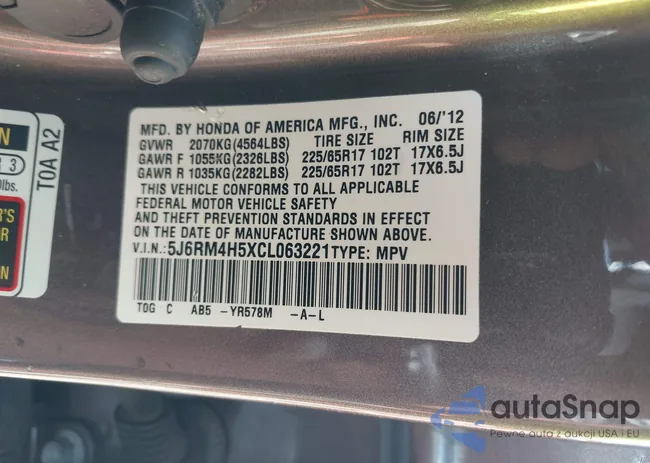 MFD. BY HONDA OF AMERICA MFG., INC. 06/'12
GVWR 2070KG(4564LBS) TIRE SIZE RIM SIZE
GAWR F 1055KG(2326LBS) 225/65R17 102T 17X6.5J
GAWR R 1035KG(2282LBS) 225/65R17 102T 17X6.5J
THIS VEHICLE CONFORMS TO ALL APPLICABLE
FEDERAL MOTOR VEHICLE SAFETY
AND THEFT PREVENTION STANDARDS IN EFFECT
ON THE DATE OF MANUFACTURE SHOWN ABOVE.
V.I.N.: 5J6RM4H5XCL063221 TYPE: MPV
T0G C AB5 -YR578M -A-L
T0A A2
N
R 3
lbs.
R'S
autaSnap
Pewne auta z aukcji USA i EU